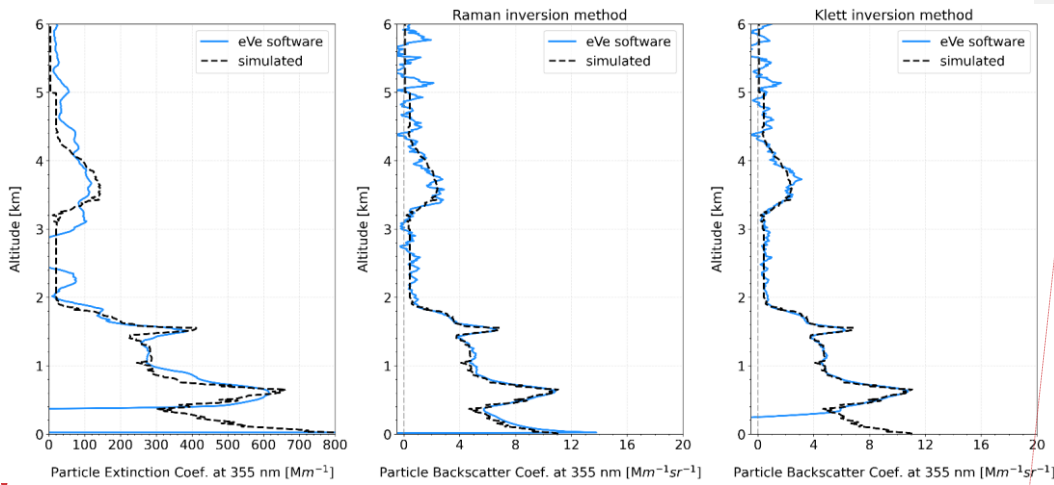 Raman inversion method
Klett inversion method
6
5
4
3
2
1
0
Altitude [km]
eVe software
simulated
0 100 200 300 400 500 600 700 800
Particle Extinction Coef. at 355 nm [Mm⁻¹]
6
5
4
3
2
1
0
Altitude [km]
eVe software
simulated
0 4 8 12 16 20
Particle Backscatter Coef. at 355 nm [Mm⁻¹sr⁻¹]
6
5
4
3
2
1
0
Altitude [km]
eVe software
simulated
0 4 8 12 16 20
Particle Backscatter Coef. at 355 nm [Mm⁻¹sr⁻¹]